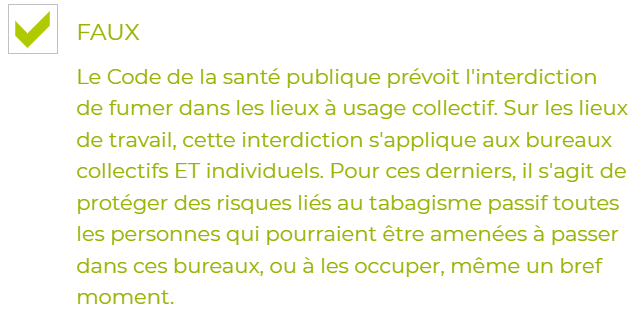 FAUX
Le Code de la santé publique prévoit l'interdiction
de fumer dans les lieux à usage collectif. Sur les lieux
de travail, cette interdiction s'applique aux bureaux
collectifs ET individuels. Pour ces derniers, il s'agit de
protéger des risques liés au tabagisme passif toutes
les personnes qui pourraient être amenées à passer
dans ces bureaux, ou à les occuper, même un bref
moment.